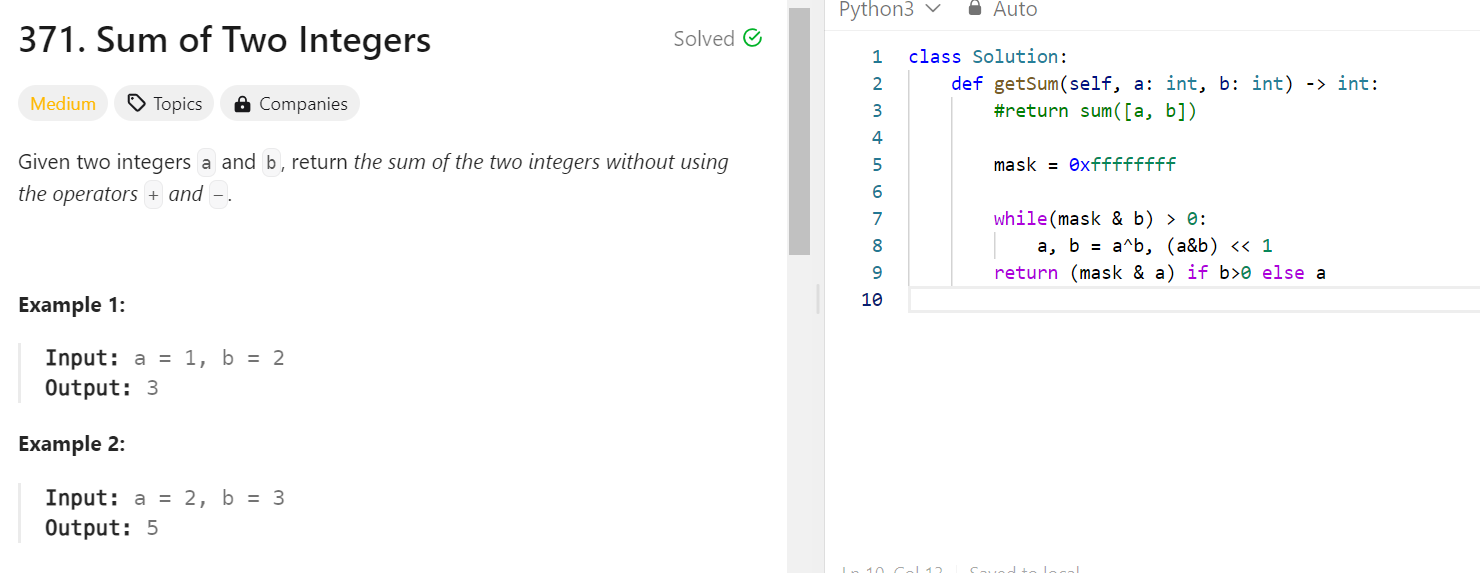 371. Sum of Two Integers
Solved
Medium
Topics
Companies
Given two integers a and b, return the sum of the two integers without using
the operators + and -.
Example 1:
Input: a = 1, b = 2
Output: 3
Example 2:
Input: a = 2, b = 3
Output: 5
Python3
Auto
1 class Solution:
2 def getSum(self, a: int, b: int) -> int:
3 #return sum([a, b])
4
5 mask = 0xffffffff
6
7 while(mask & b) > 0:
8 a, b = a^b, (a&b) << 1
9 return (mask & a) if b>0 else a
10
Saved to local